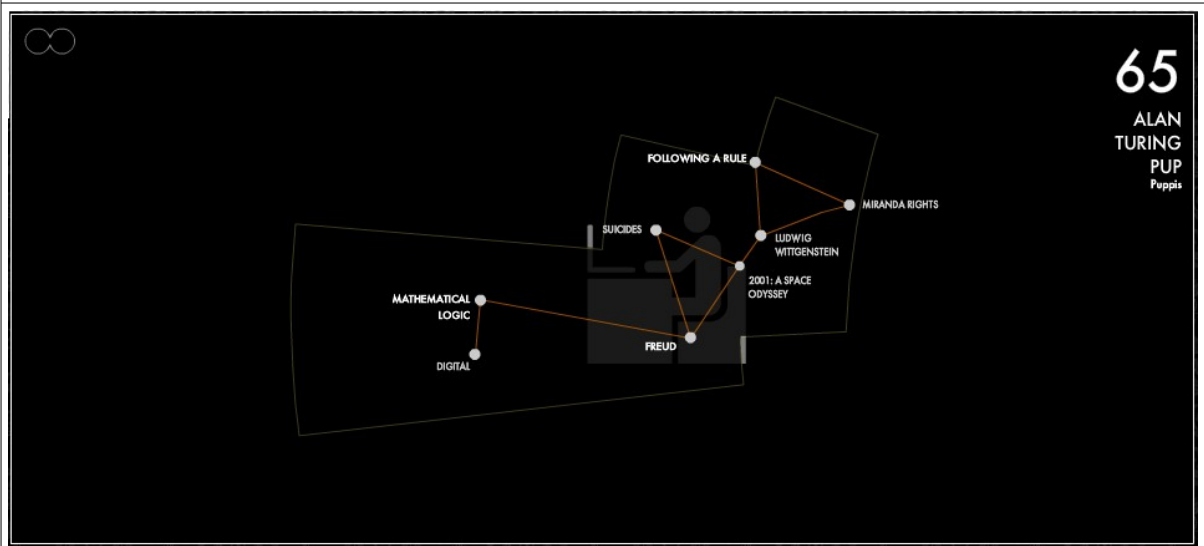 65
ALAN
TURING
PUP
Puppis
FOLLOWING A RULE
MIRANDA RIGHTS
SUICIDES
LUDWIG
WITTGENSTEIN
2001: A SPACE
ODYSSEY
MATHEMATICAL
LOGIC
FREUD
DIGITAL